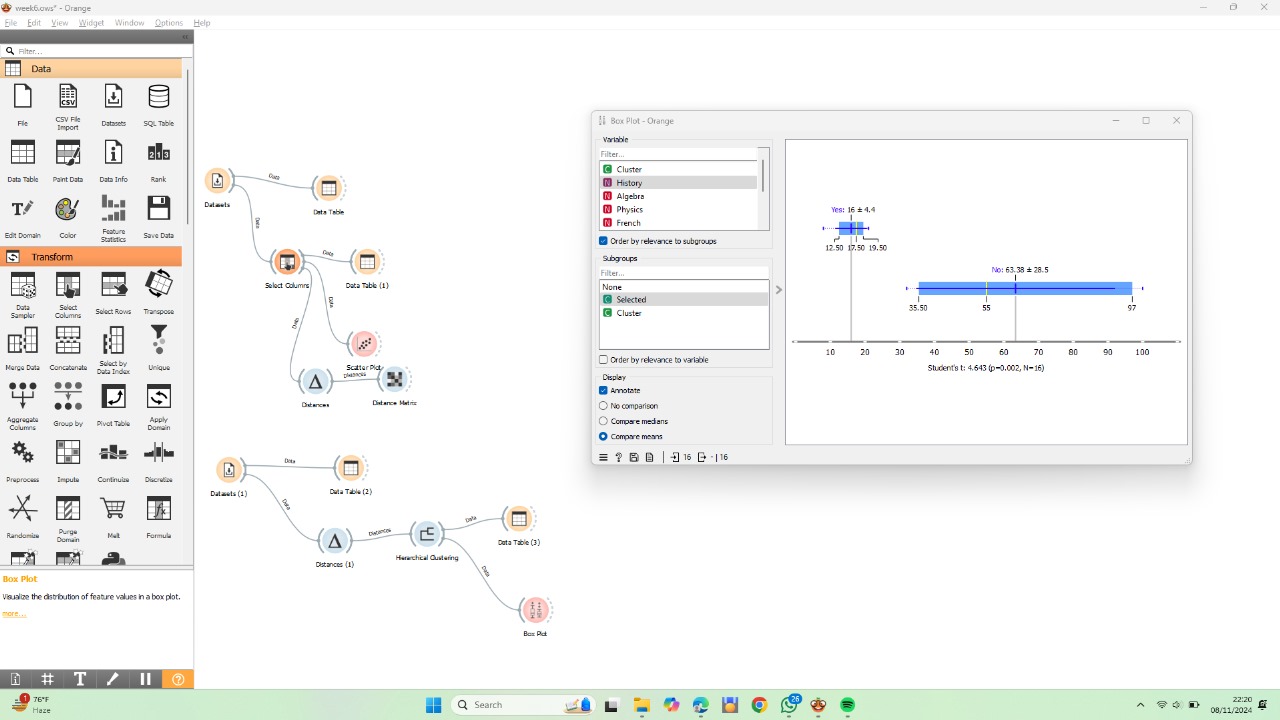 week6.ows* - Orange
File Edit View Widget Window Options Help
Filter...
Data
File
CSV File Import
Datasets
SQL Table
Data Table
Paint Data
Data Info
Rank
Edit Domain
Color
Feature Statistics
Save Data
Transform
Data Sampler
Select Columns
Select Rows
Transpose
Merge Data
Concatenate
Select by Data Index
Unique
Aggregate Columns
Group by
Pivot Table
Apply Domain
Preprocess
Impute
Continuize
Discretize
Randomize
Purge Domain
Melt
Formula
Box Plot
Visualize the distribution of feature values in a box plot.
more...
Datasets
Data
Data Table
Data
Select Columns
Data
Data Table (1)
Data
Scatter Plot
Data
Distances
Distances
Distance Matrix
Datasets (1)
Data
Data Table (2)
Data
Distances (1)
Distances
Hierarchical Clustering
Data
Data Table (3)
Data
Box Plot
Box Plot - Orange
Variable
Filter...
C Cluster
N History
N Algebra
N Physics
N French
Order by relevance to subgroups
Subgroups
Filter...
None
C Selected
C Cluster
Order by relevance to variable
Display
Annotate
No comparison
Compare medians
Compare means
16 - | 16
Yes: 16 ± 4.4
12.50 17.50 19.50
No: 63.38 ± 28.5
35.50 55 97
10 20 30 40 50 60 70 80 90 100
Student's t: 4.643 (p=0.002, N=16)
1
76°F
Haze
Search
26
22:20
08/11/2024